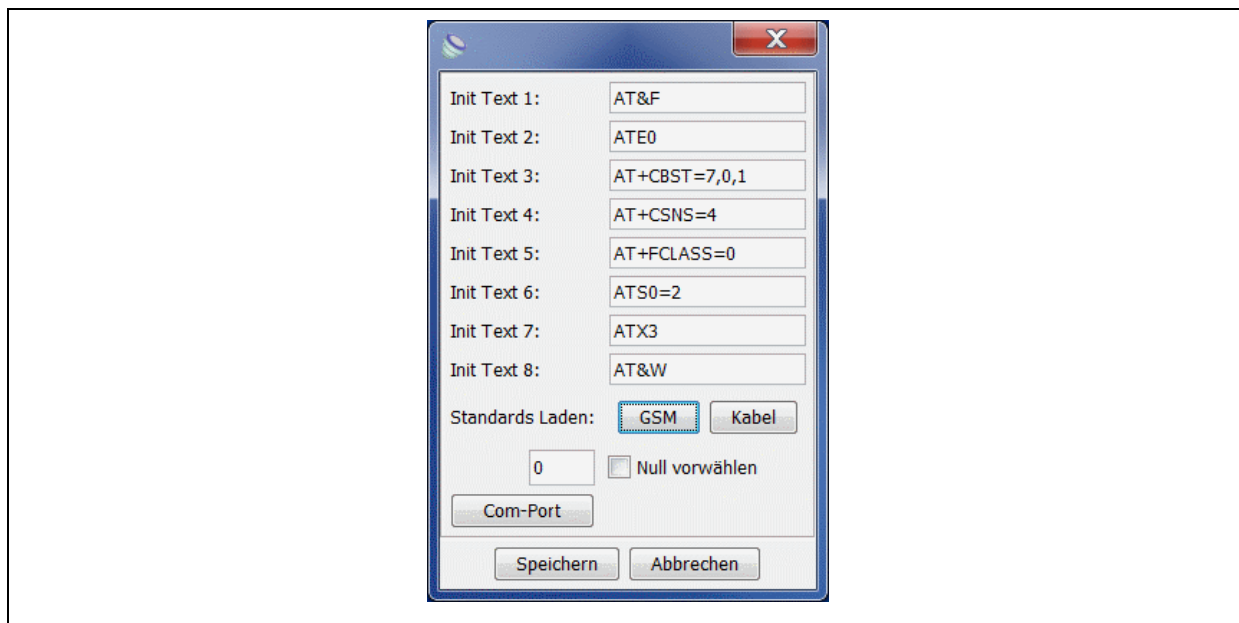 X
Init Text 1: AT&F
Init Text 2: ATE0
Init Text 3: AT+CBST=7,0,1
Init Text 4: AT+CSNS=4
Init Text 5: AT+FCLASS=0
Init Text 6: ATS0=2
Init Text 7: ATX3
Init Text 8: AT&W
Standards Laden: GSM Kabel
0 Null vorwählen
Com-Port
Speichern Abbrechen